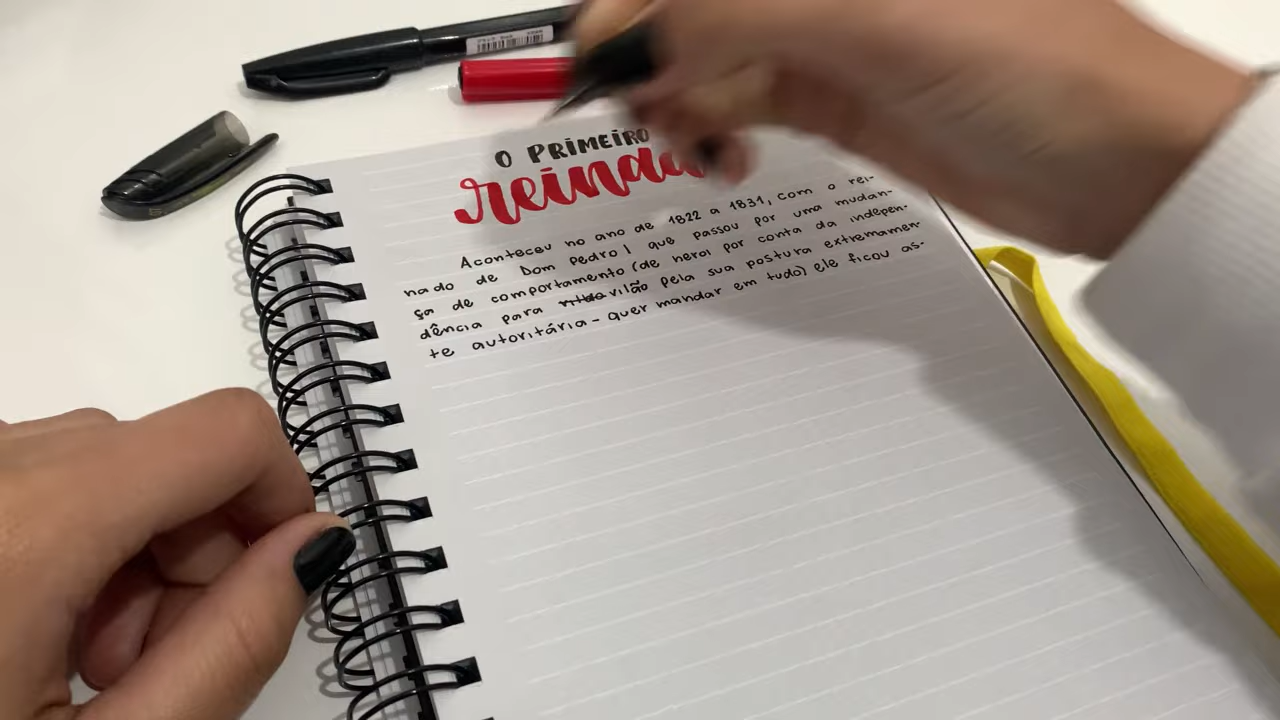 O PRIMEIRO
Aconteceu no ano de 1822 a 1831, com o rei-
nado de Dom Pedro I que passou por uma mudan-
ça de comportamento (de herai por conta da indepen-
dência para vilão pela sua postura extremamen-
te autoritária - quer mandar em tudo) ele ficou as-